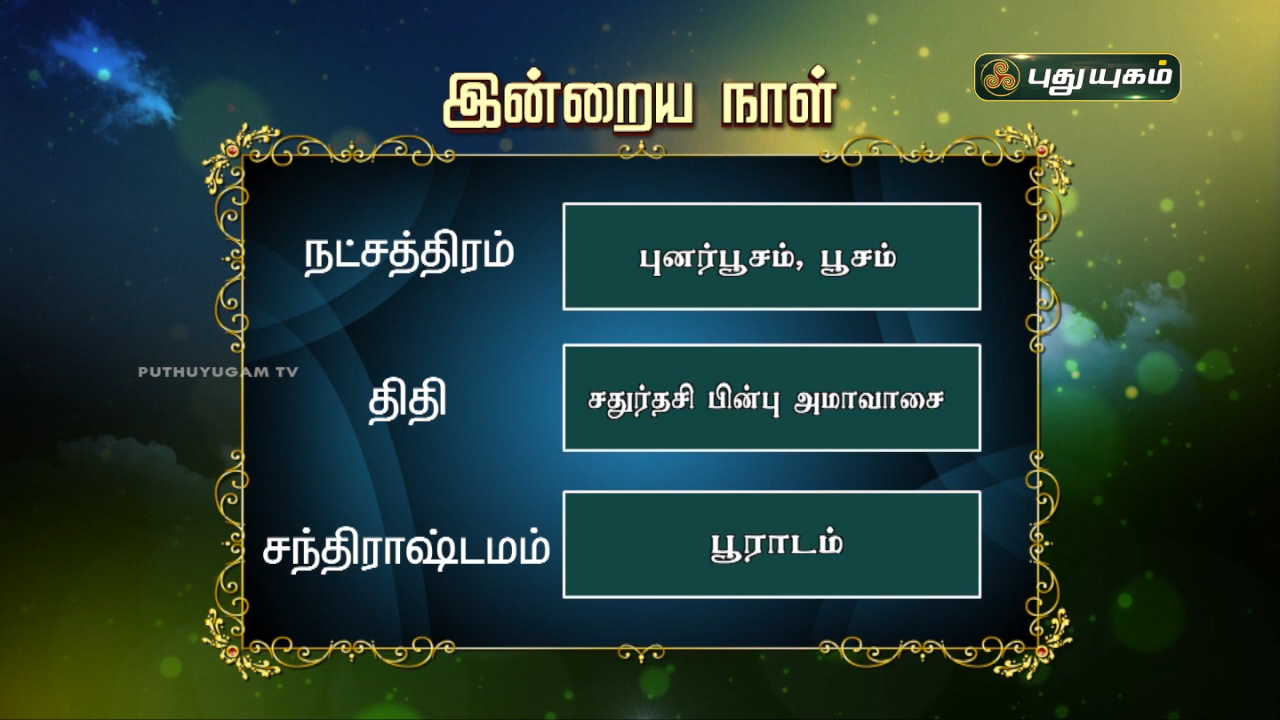 இன்றைய நாள்
புதுயுகம்
நட்சத்திரம்
புனர்பூசம், பூசம்
PUTHUYUGAM TV
திதி
சதுர்தசி பின்பு அமாவாசை
சந்திராஷ்டமம்
பூராடம்